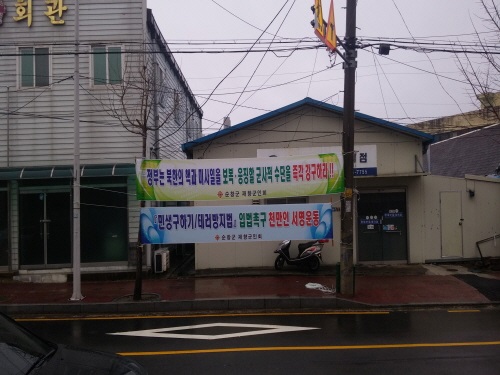 회관
정부는 북한의 핵과 미사일을 보복·응징할 군사적 수단을 즉각 강구하라!!
순창군 재향군인회
민생구하기/테러방지법 입법촉구 천만인 서명운동
순창군 재향군인회
점